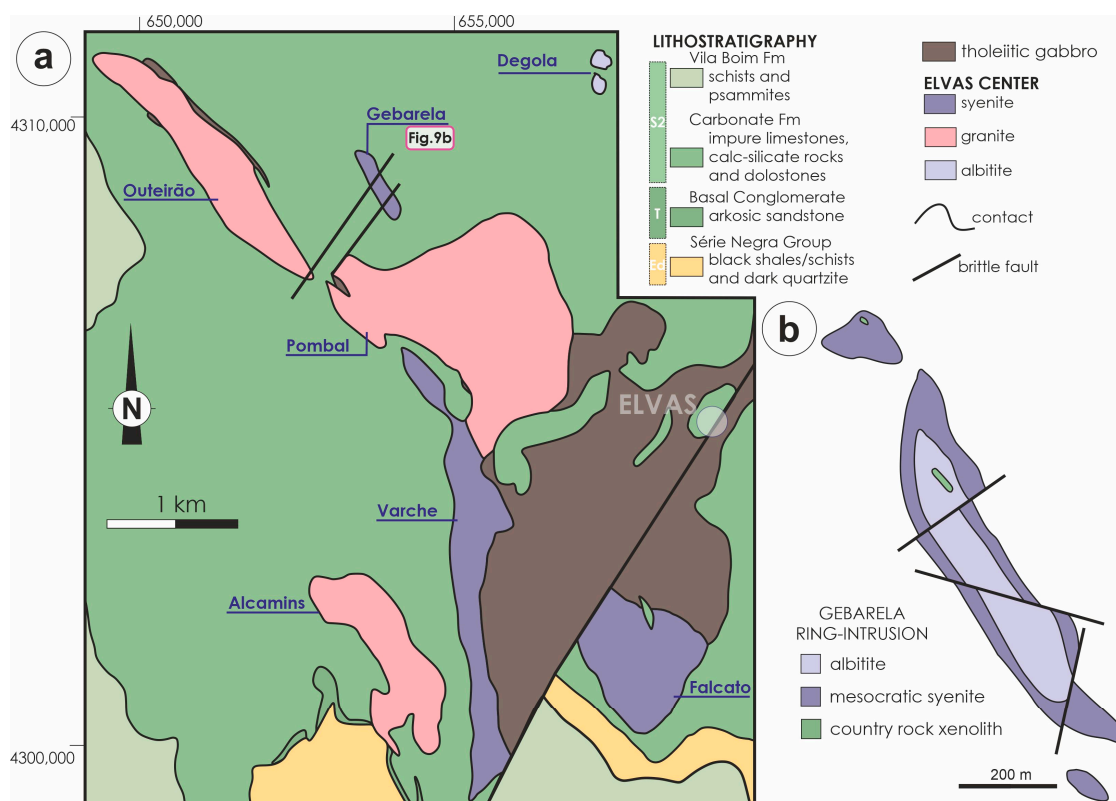 650,000
655,000
a
Degola
4310,000
Gebarela
Fig.9b
Outeirão
Pombal
N
ELVAS
1 km
Varche
Alcamins
Falcato
4300,000
LITHOSTRATIGRAPHY
S2
Vila Boim Fm
schists and
psammites
Carbonate Fm
impure limestones,
calc-silicate rocks
and dolostones
T
Basal Conglomerate
arkosic sandstone
Ed
Série Negra Group
black shales/schists
and dark quartzite
tholeiitic gabbro
ELVAS CENTER
syenite
granite
albitite
contact
brittle fault
b
GEBARELA
RING-INTRUSION
albitite
mesocratic syenite
country rock xenolith
200 m